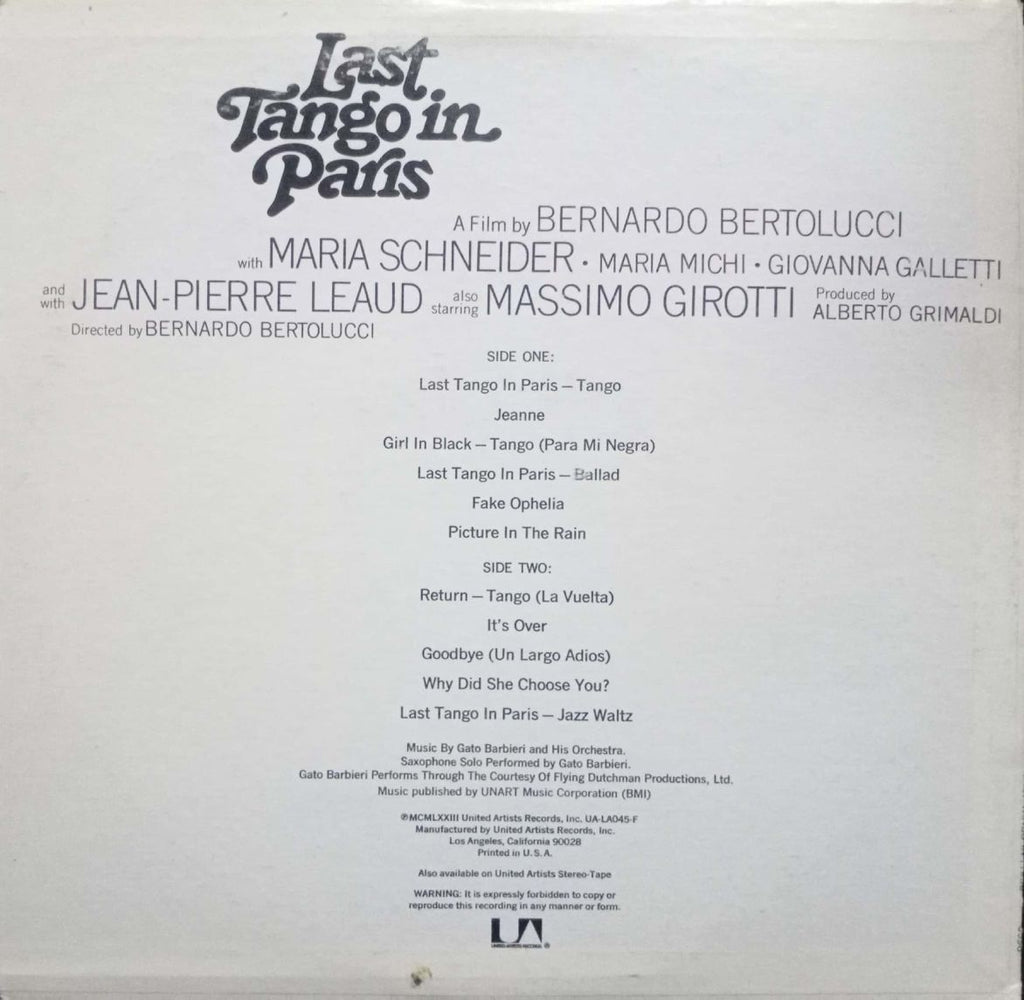 Last
Tango in
Paris
A Film by BERNARDO BERTOLUCCI
with MARIA SCHNEIDER · MARIA MICHI · GIOVANNA GALLETTI
and with JEAN-PIERRE LEAUD also starring MASSIMO GIROTTI Produced by ALBERTO GRIMALDI
Directed by BERNARDO BERTOLUCCI
SIDE ONE:
Last Tango In Paris — Tango
Jeanne
Girl In Black — Tango (Para Mi Negra)
Last Tango In Paris — Ballad
Fake Ophelia
Picture In The Rain
SIDE TWO:
Return — Tango (La Vuelta)
It's Over
Goodbye (Un Largo Adios)
Why Did She Choose You?
Last Tango In Paris — Jazz Waltz
Music By Gato Barbieri and His Orchestra.
Saxophone Solo Performed by Gato Barbieri.
Gato Barbieri Performs Through The Courtesy Of Flying Dutchman Productions, Ltd.
Music published by UNART Music Corporation (BMI)
℗MCMLXXIII United Artists Records, Inc. UA-LA045-F
Manufactured by United Artists Records, Inc.
Los Angeles, California 90028
Printed in U.S.A.
Also available on United Artists Stereo-Tape
WARNING: It is expressly forbidden to copy or
reproduce this recording in any manner or form.
UA
UNITED ARTISTS RECORDS ®